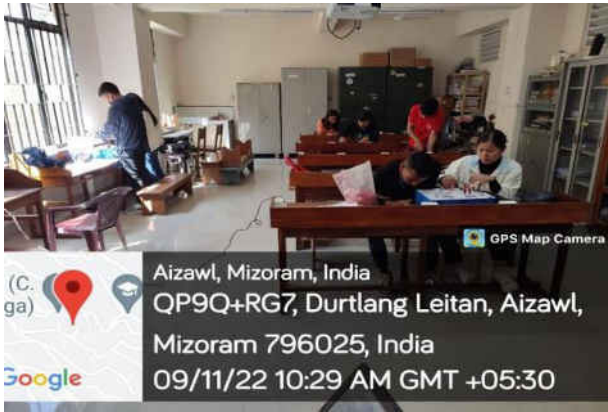 GPS Map Camera
(C.
ga)
Google
Aizawl, Mizoram, India
QP9Q+RG7, Durtlang Leitan, Aizawl,
Mizoram 796025, India
09/11/22 10:29 AM GMT +05:30